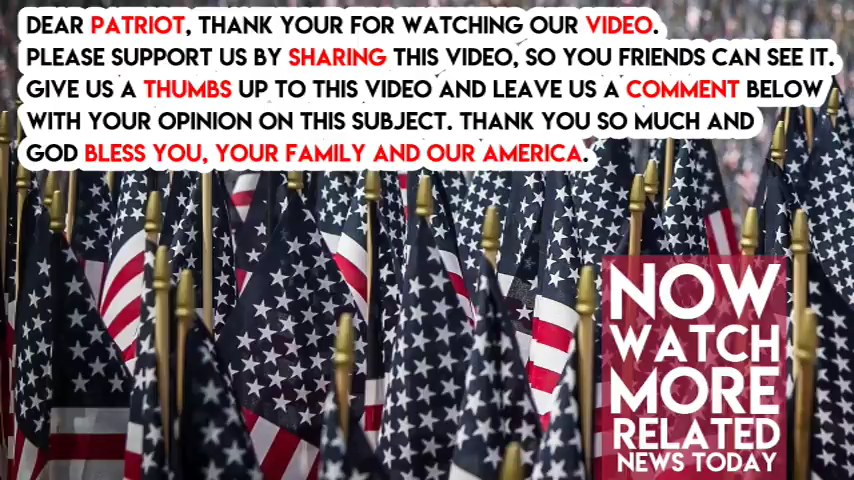 DEAR PATRIOT, THANK YOUR FOR WATCHING OUR VIDEO.
PLEASE SUPPORT US BY SHARING THIS VIDEO, SO YOU FRIENDS CAN SEE IT.
GIVE US A THUMBS UP TO THIS VIDEO AND LEAVE US A COMMENT BELOW
WITH YOUR OPINION ON THIS SUBJECT. THANK YOU SO MUCH AND
GOD BLESS YOU, YOUR FAMILY AND OUR AMERICA.
NOW
WATCH
MORE
RELATED
NEWS TODAY